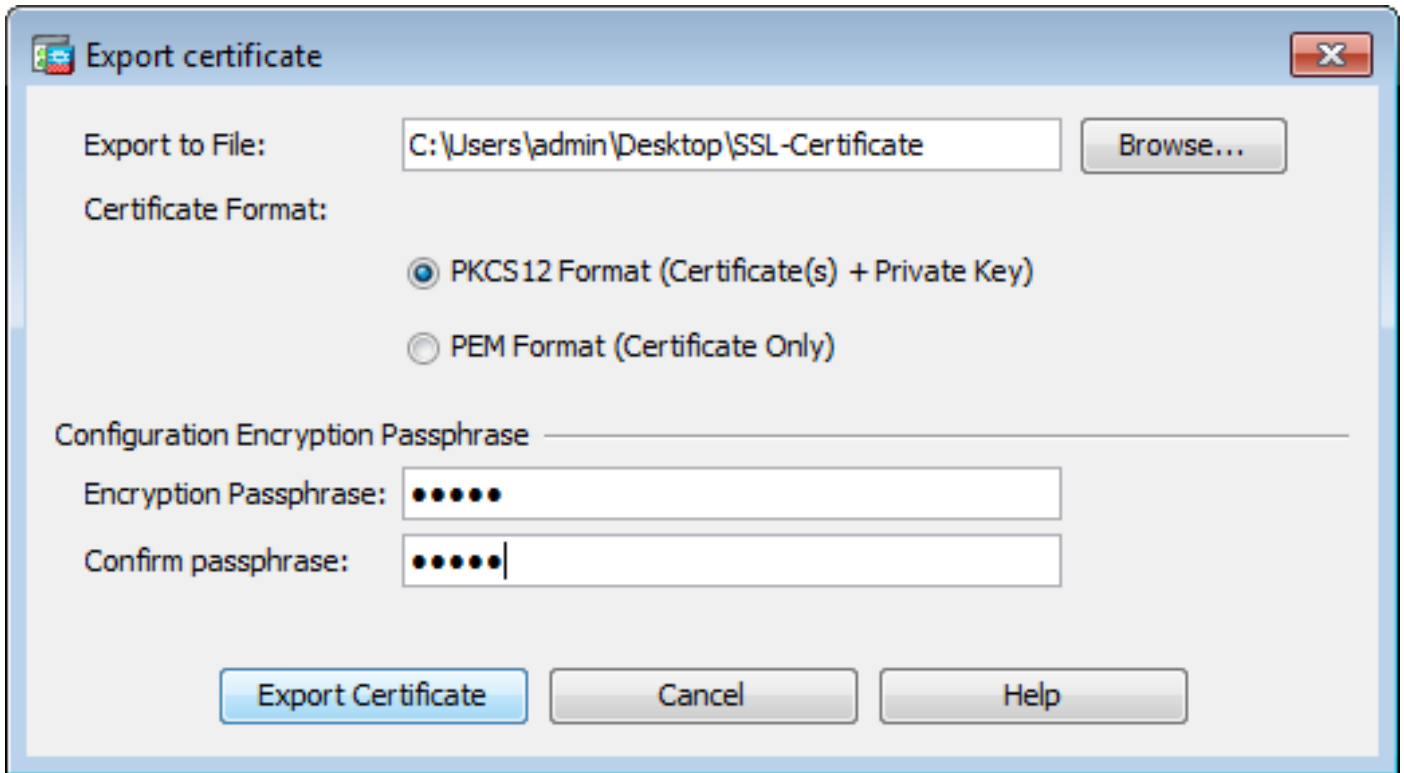 Export certificate
Export to File: C:\Users\admin\Desktop\SSL-Certificate Browse...
Certificate Format:
PKCS12 Format (Certificate(s) + Private Key)
PEM Format (Certificate Only)
Configuration Encryption Passphrase
Encryption Passphrase: •••••
Confirm passphrase: •••••
Export Certificate Cancel Help